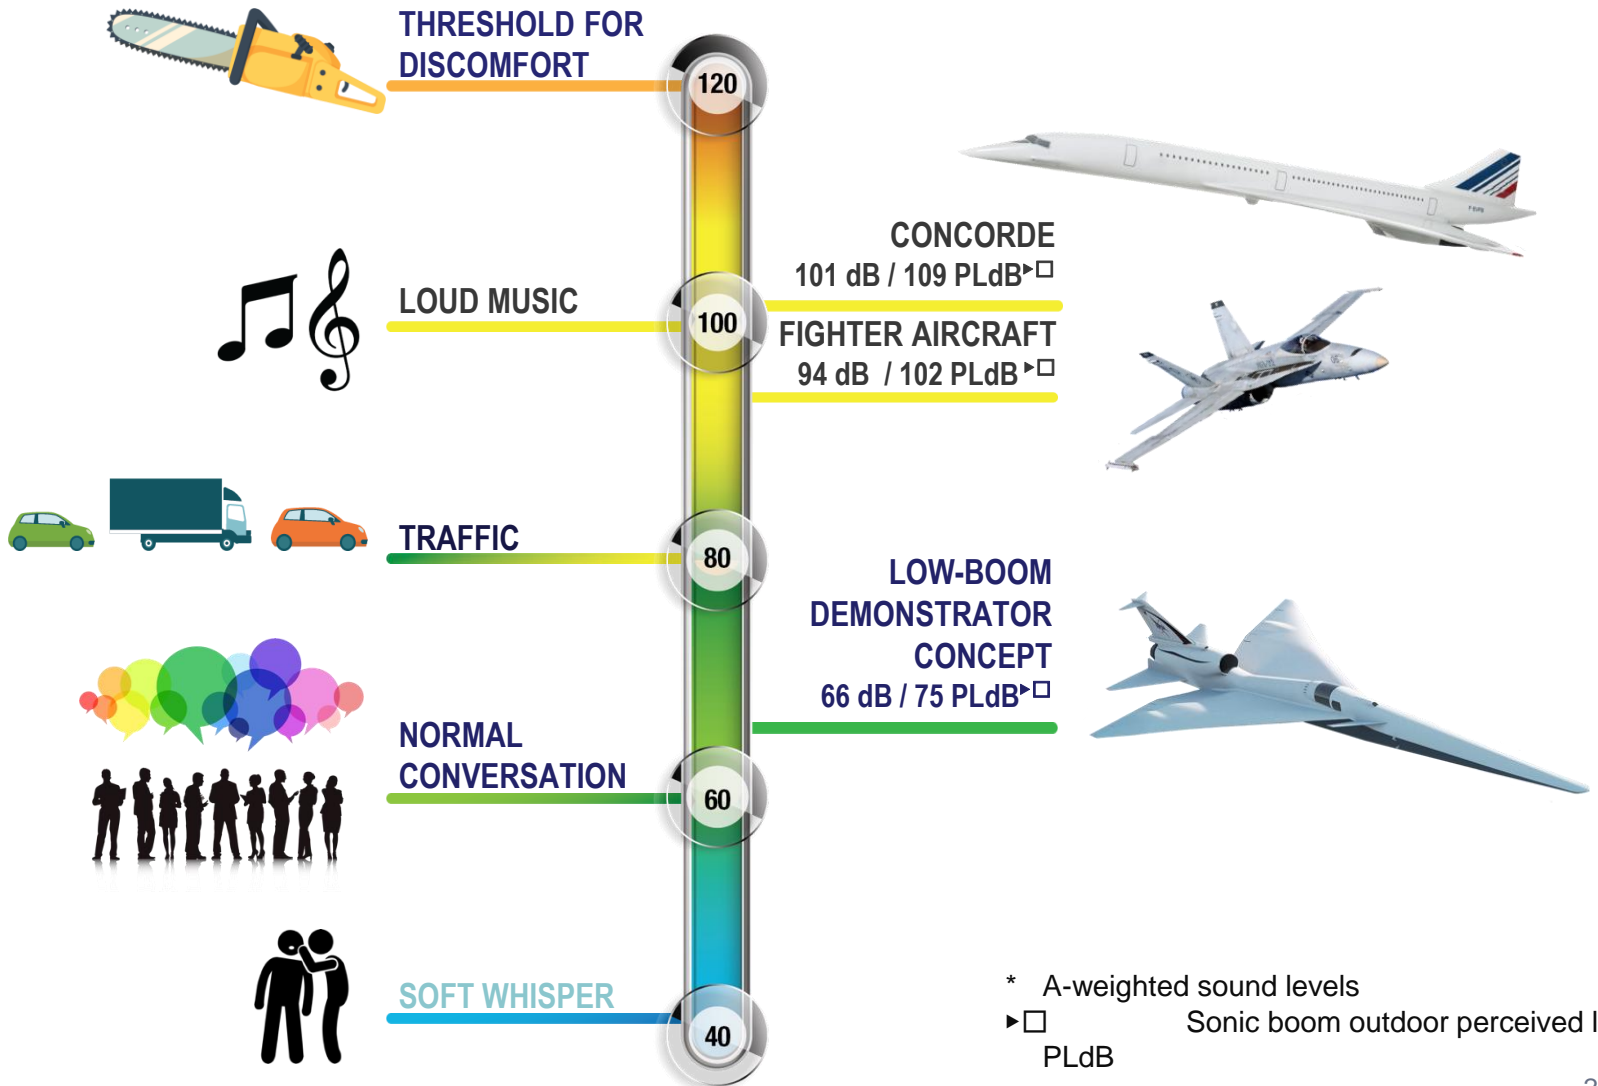 THRESHOLD FOR
DISCOMFORT
120
CONCORDE
101 dB / 109 PLdB▸□
LOUD MUSIC
100
FIGHTER AIRCRAFT
94 dB / 102 PLdB ▸□
TRAFFIC
80
LOW-BOOM
DEMONSTRATOR
CONCEPT
66 dB / 75 PLdB▸□
NORMAL
CONVERSATION
60
SOFT WHISPER
40
* A-weighted sound levels
▸□ Sonic boom outdoor perceived
PLdB